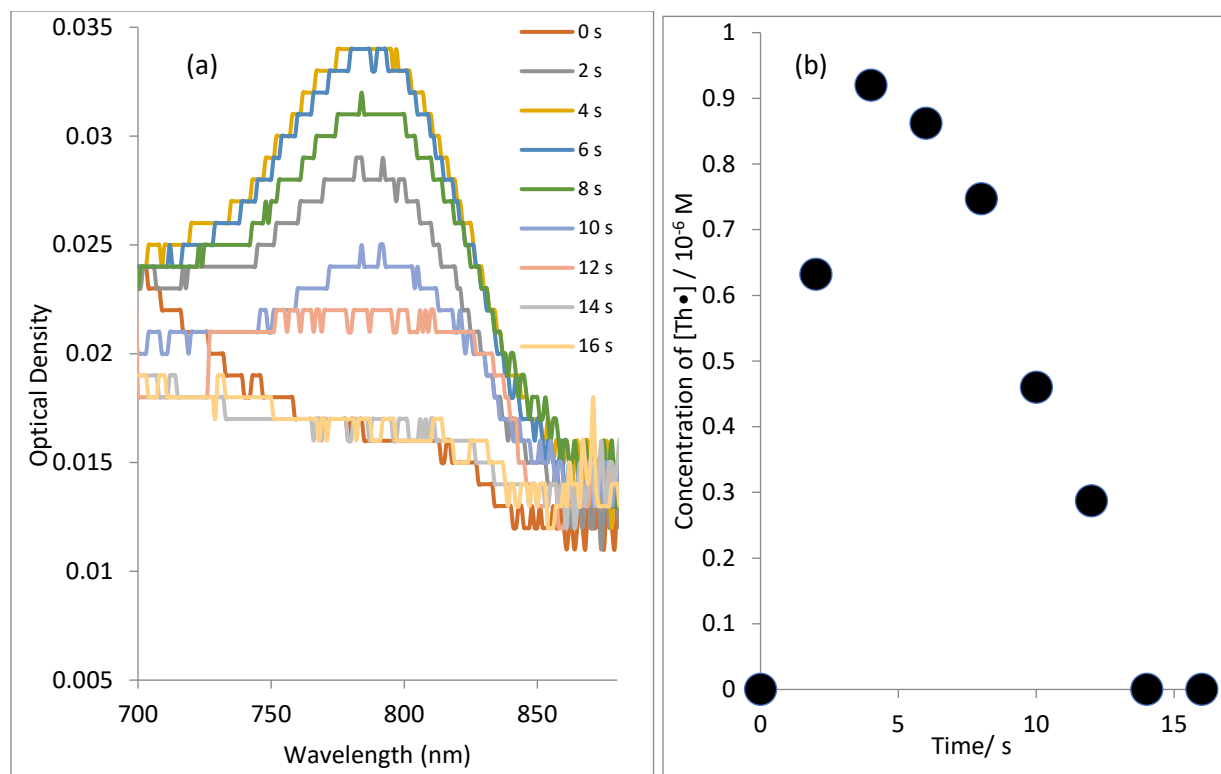 (a)
0 s
2 s
4 s
6 s
8 s
10 s
12 s
14 s
16 s
0.035
0.03
0.025
0.02
0.015
0.01
0.005
Optical Density
700
750
800
850
Wavelength (nm)
(b)
1
0.9
0.8
0.7
0.6
0.5
0.4
0.3
0.2
0.1
0
Concentration of [Th•] / 10⁻⁶ M
0
5
10
15
Time/ s